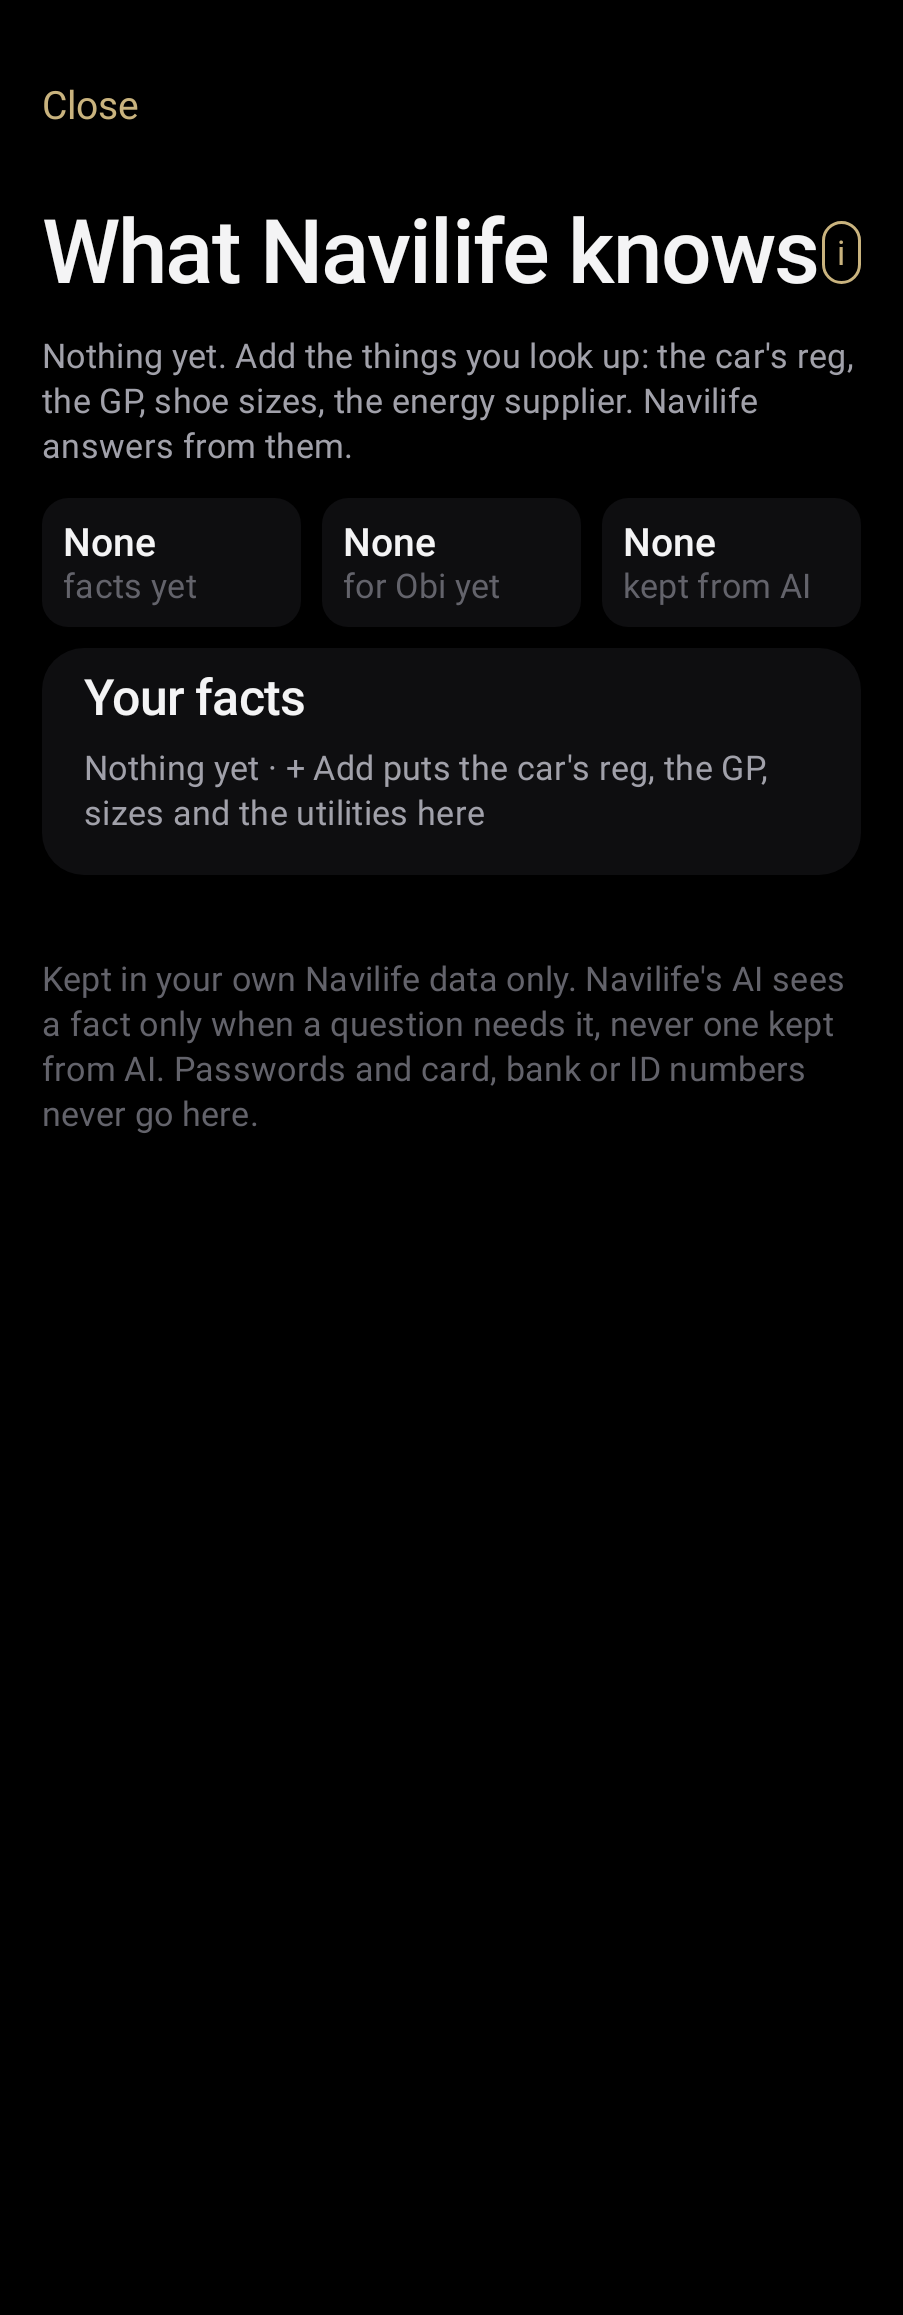 Close
What Navilife knows
i
Nothing yet. Add the things you look up: the car's reg,
the GP, shoe sizes, the energy supplier. Navilife
answers from them.
None
facts yet
None
for Obi yet
None
kept from AI
Your facts
Nothing yet · + Add puts the car's reg, the GP,
sizes and the utilities here
Kept in your own Navilife data only. Navilife's AI sees
a fact only when a question needs it, never one kept
from AI. Passwords and card, bank or ID numbers
never go here.